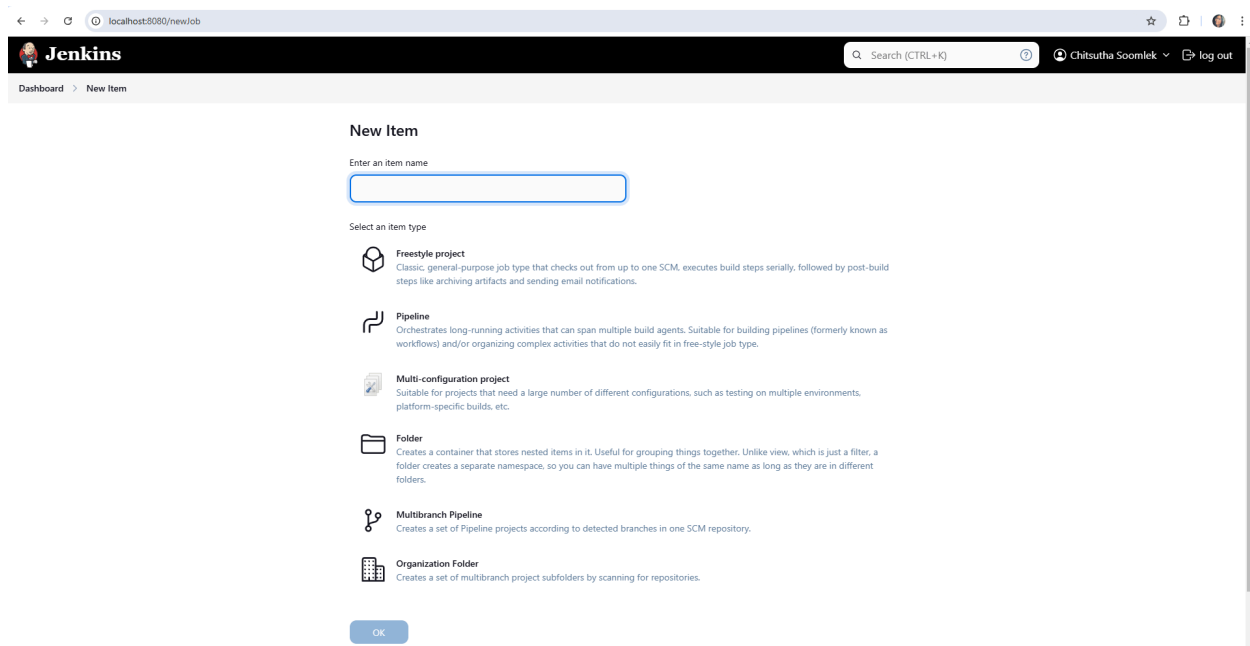 localhost:8080/newJob
Jenkins
Search (CTRL+K)
Chitsutha Soomlek
log out
Dashboard > New Item
New Item
Enter an item name
Select an item type
Freestyle project
Classic, general-purpose job type that checks out from up to one SCM, executes build steps serially, followed by post-build
steps like archiving artifacts and sending email notifications.
Pipeline
Orchestrates long-running activities that can span multiple build agents. Suitable for building pipelines (formerly known as
workflows) and/or organizing complex activities that do not easily fit in free-style job type.
Multi-configuration project
Suitable for projects that need a large number of different configurations, such as testing on multiple environments,
platform-specific builds, etc.
Folder
Creates a container that stores nested items in it. Useful for grouping things together. Unlike view, which is just a filter, a
folder creates a separate namespace, so you can have multiple things of the same name as long as they are in different
folders.
Multibranch Pipeline
Creates a set of Pipeline projects according to detected branches in one SCM repository.
Organization Folder
Creates a set of multibranch project subfolders by scanning for repositories.
OK